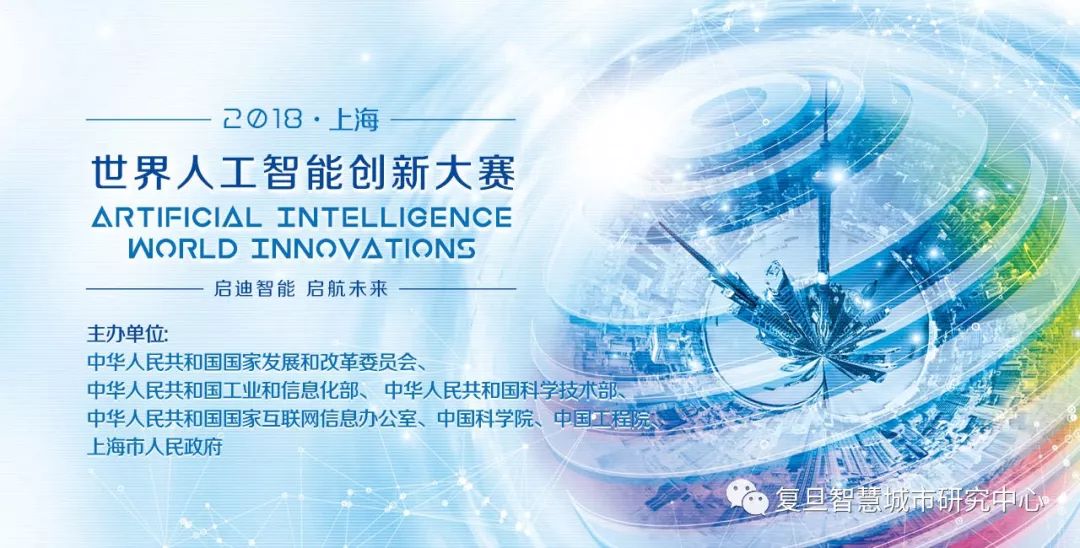 2018·上海
世界人工智能创新大赛
ARTIFICIAL INTELLIGENCE
WORLD INNOVATIONS
启迪智能 启航未来
主办单位:
中华人民共和国国家发展和改革委员会、
中华人民共和国工业和信息化部、中华人民共和国科学技术部、
中华人民共和国国家互联网信息办公室、中国科学院、中国工程院、
上海市人民政府
复旦智慧城市研究中心